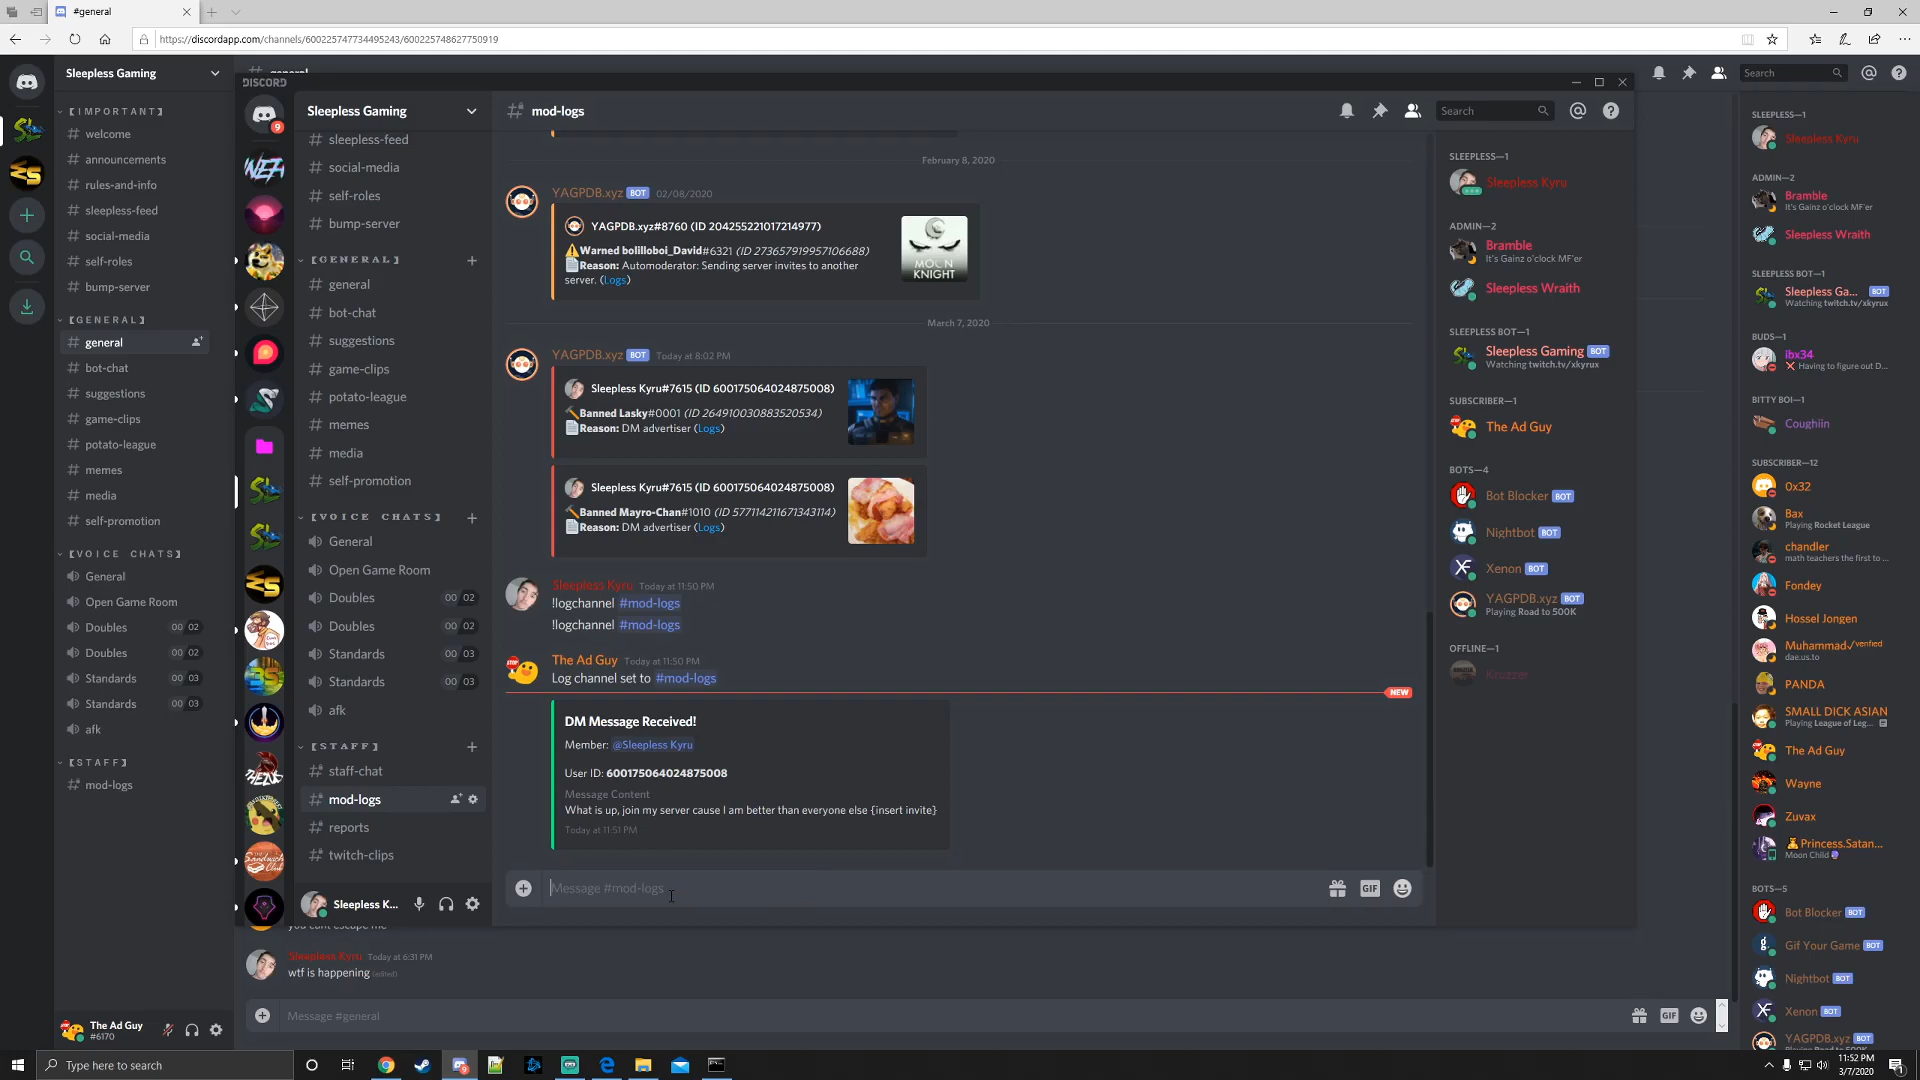 #general
https://discordapp.com/channels/600225747734495243/600225748627750919
Sleepless Gaming
【IMPORTANT】
welcome
announcements
rules-and-info
sleepless-feed
social-media
self-roles
bump-server
【GENERAL】
general
bot-chat
suggestions
game-clips
potato-league
memes
media
self-promotion
【VOICE CHATS】
General
Open Game Room
Doubles 00 02
Doubles 00 02
Standards 00 03
Standards 00 03
afk
【STAFF】
mod-logs
The Ad Guy
#6170
general
Search
DISCORD
9
Sleepless Gaming
sleepless-feed
social-media
self-roles
bump-server
【GENERAL】
general
bot-chat
suggestions
game-clips
potato-league
memes
media
self-promotion
【VOICE CHATS】
General
Open Game Room
Doubles 00 02
Doubles 00 02
Standards 00 03
Standards 00 03
afk
【STAFF】
staff-chat
mod-logs
reports
twitch-clips
Sleepless K...
mod-logs
Search
February 8, 2020
YAGPDB.xyz BOT 02/08/2020
YAGPDB.xyz#8760 (ID 204255221017214977)
⚠Warned bolilloboi_David#6321 (ID 273657919957106688)
Reason: Automoderator: Sending server invites to another
server. (Logs)
MOON
KNIGHT
March 7, 2020
YAGPDB.xyz BOT Today at 8:02 PM
Sleepless Kyru#7615 (ID 600175064024875008)
Banned Lasky#0001 (ID 264910030883520534)
Reason: DM advertiser (Logs)
Sleepless Kyru#7615 (ID 600175064024875008)
Banned Mayro-Chan#1010 (ID 577114211671343114)
Reason: DM advertiser (Logs)
Sleepless Kyru Today at 11:50 PM
!logchannel #mod-logs
!logchannel #mod-logs
The Ad Guy Today at 11:50 PM
Log channel set to #mod-logs
NEW
DM Message Received!
Member: @Sleepless Kyru
User ID: 600175064024875008
Message Content
What is up, join my server cause I am better than everyone else {insert invite}
Today at 11:51 PM
Message #mod-logs
GIF
SLEEPLESS—1
Sleepless Kyru
ADMIN—2
Bramble
It's Gainz o'clock MF'er
Sleepless Wraith
SLEEPLESS BOT—1
Sleepless Gaming BOT
Watching twitch.tv/xkyrux
SUBSCRIBER—1
The Ad Guy
BOTS—4
Bot Blocker BOT
Nightbot BOT
Xenon BOT
YAGPDB.xyz BOT
Playing Road to 500K
OFFLINE—1
Kruzzer
you cant escape me
Sleepless Kyru Today at 6:31 PM
wtf is happening (edited)
Message #general
GIF
SLEEPLESS—1
Sleepless Kyru
ADMIN—2
Bramble
It's Gainz o'clock MF'er
Sleepless Wraith
SLEEPLESS BOT—1
Sleepless Ga... BOT
Watching twitch.tv/xkyrux
BUDS—1
ibx34
❌ Having to figure out D...
BITTY BOI—1
Coughiin
SUBSCRIBER—12
0x32
Bax
Playing Rocket League
chandler
math teachers the first to ...
Fondey
Hossel Jongen
Muhammad✓verified
dae.us.to
PANDA
SMALL DICK ASIAN
Playing League of Leg...
The Ad Guy
Wayne
Zuvax
Princess.Satan...
Moon Child
BOTS—5
Bot Blocker BOT
Gif Your Game BOT
Nightbot BOT
Xenon BOT
YAGPDB.xyz BOT
Type here to search
11:52 PM
3/7/2020